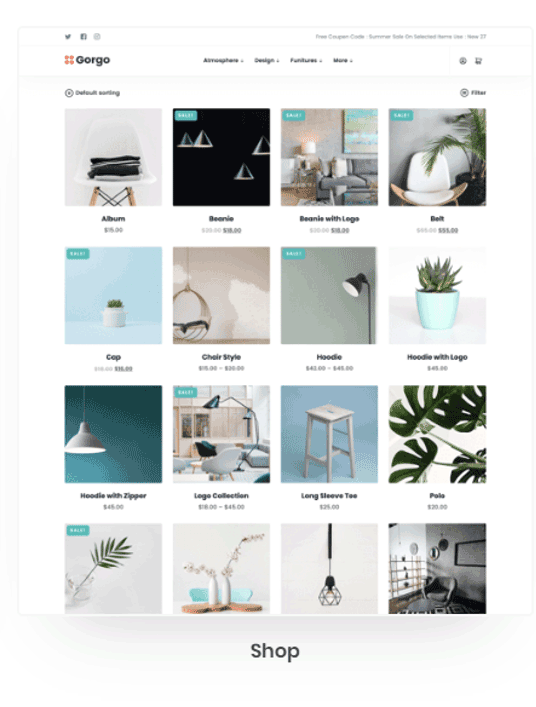 Free Coupon Code : Summer Sale On Selected Items Use : New 27
Gorgo
Atmosphere Design Funitures More
Default sorting Filter
SALE! SALE! SALE!
Album Beanie Beanie with Logo Belt
$15.00 $20.00 $18.00 $20.00 $18.00 $65.00 $55.00
SALE! SALE!
Cap Chair Style Hoodie Hoodie with Logo
$18.00 $16.00 $15.00 – $20.00 $42.00 – $45.00 $45.00
SALE!
Hoodie with Zipper Logo Collection Long Sleeve Tee Polo
$45.00 $18.00 – $45.00 $25.00 $20.00
SALE!
Shop